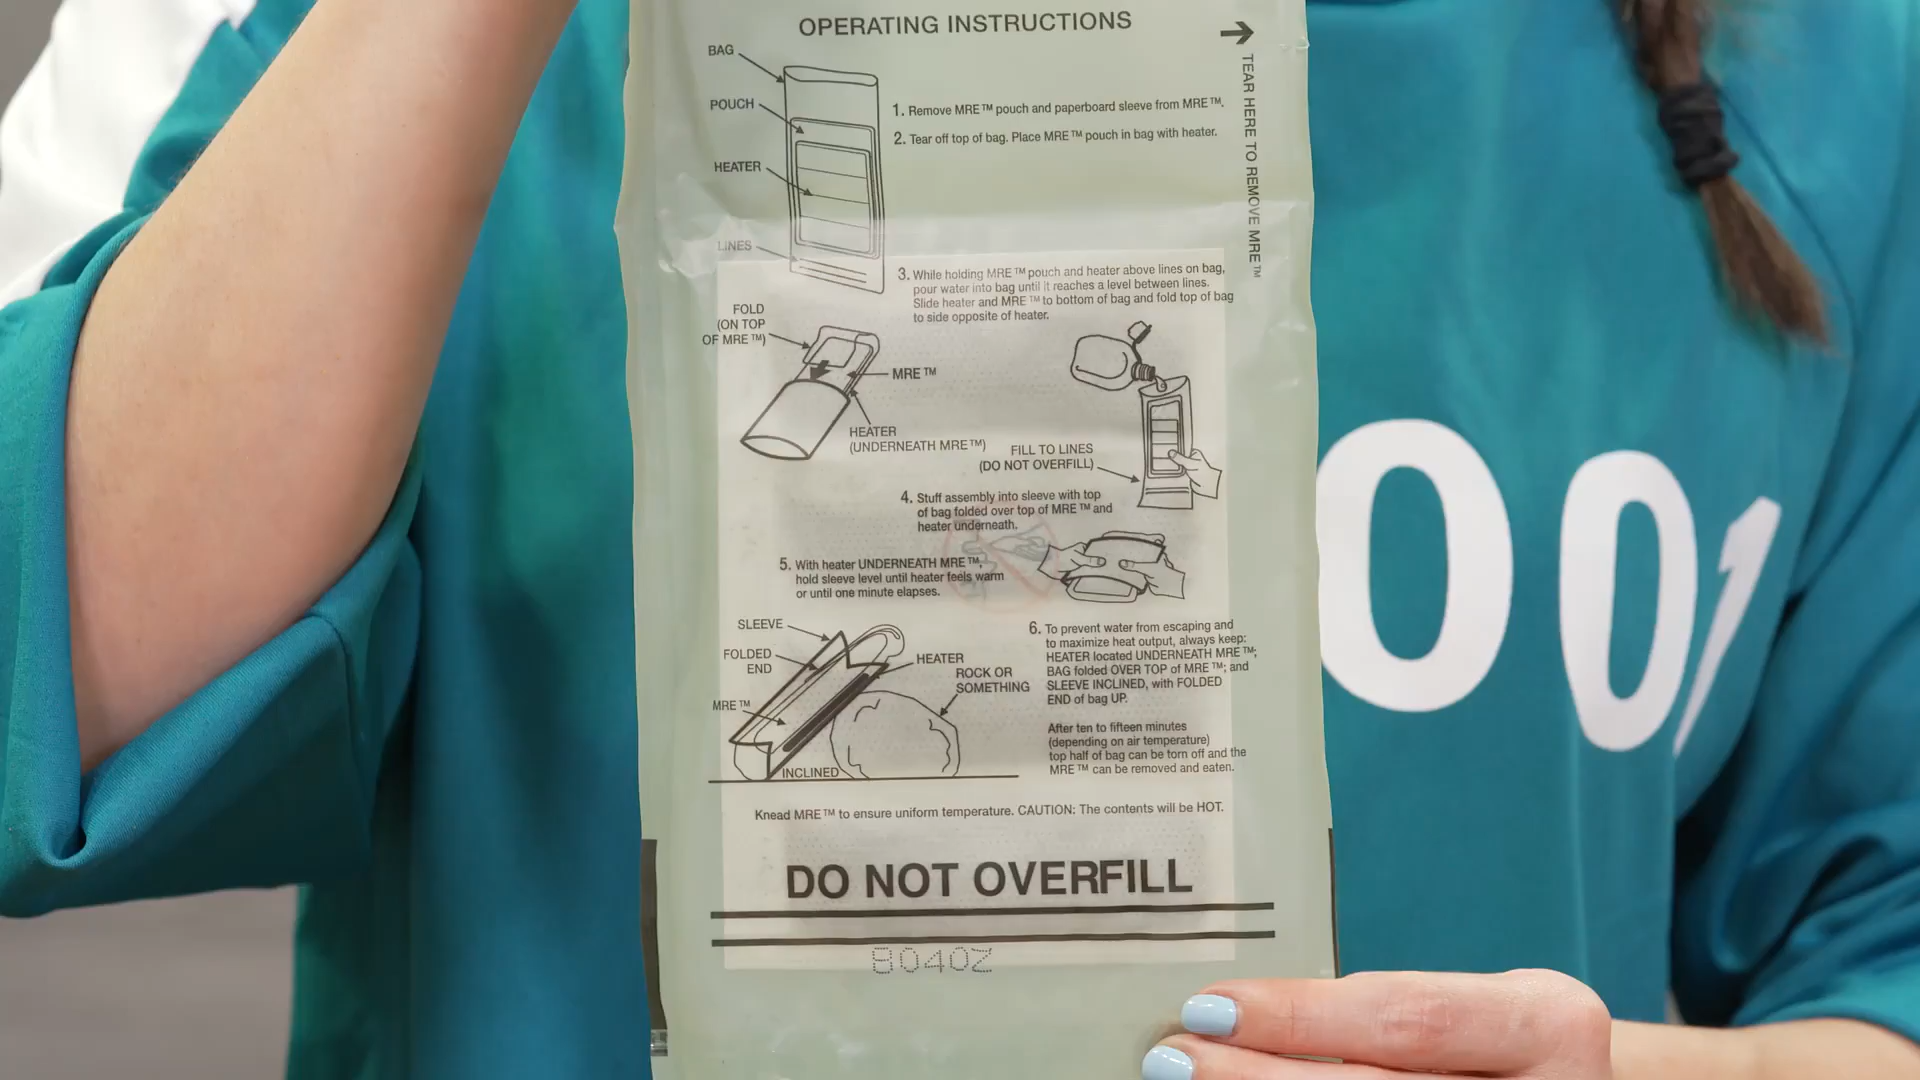 OPERATING INSTRUCTIONS
BAG
POUCH
HEATER
LINES
TEAR HERE TO REMOVE MRE™
1. Remove MRE™ pouch and paperboard sleeve from MRE™.
2. Tear off top of bag. Place MRE™ pouch in bag with heater.
3. While holding MRE™ pouch and heater above lines on bag,
pour water into bag until it reaches a level between lines.
Slide heater and MRE™ to bottom of bag and fold top of bag
to side opposite of heater.
FOLD
(ON TOP
OF MRE™)
MRE™
HEATER
(UNDERNEATH MRE™)
FILL TO LINES
(DO NOT OVERFILL)
4. Stuff assembly into sleeve with top
of bag folded over top of MRE™ and
heater underneath.
5. With heater UNDERNEATH MRE™,
hold sleeve level until heater feels warm
or until one minute elapses.
SLEEVE
FOLDED
END
MRE™
HEATER
ROCK OR
SOMETHING
INCLINED
6. To prevent water from escaping and
to maximize heat output, always keep:
HEATER located UNDERNEATH MRE™;
BAG folded OVER TOP of MRE™; and
SLEEVE INCLINED, with FOLDED
END of bag UP.
After ten to fifteen minutes
(depending on air temperature)
top half of bag can be torn off and the
MRE™ can be removed and eaten.
Knead MRE™ to ensure uniform temperature. CAUTION: The contents will be HOT.
DO NOT OVERFILL
8040Z
001